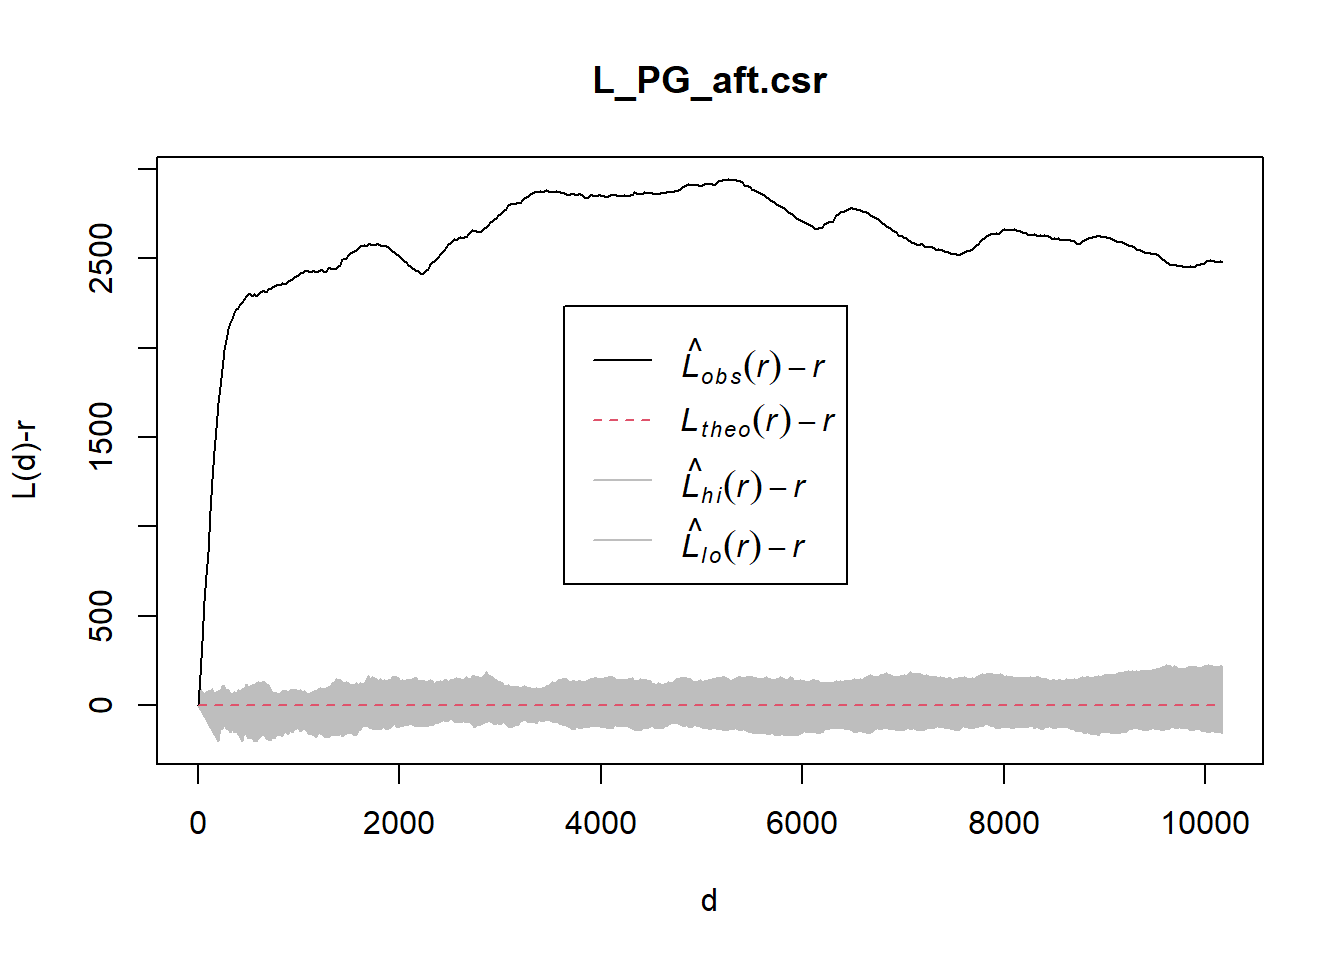 L_PG_aft.csr
L(d)-r
2500
1500
500
0
L̂obs(r) – r
Ltheo(r) – r
L̂hi(r) – r
L̂lo(r) – r
0 2000 4000 6000 8000 10000
d